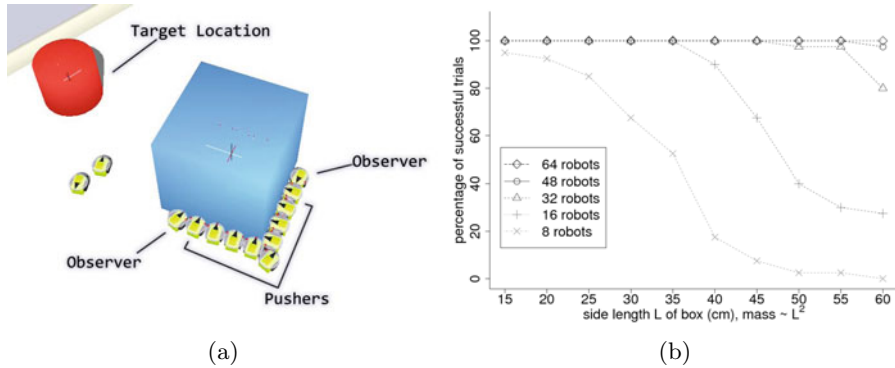 Target Location
Observer
Observer
Pushers
(a)
percentage of successful trials
100
80
60
40
20
0
64 robots
48 robots
32 robots
16 robots
8 robots
15 20 25 30 35 40 45 50 55 60
side length L of box (cm), mass ~ L²
(b)